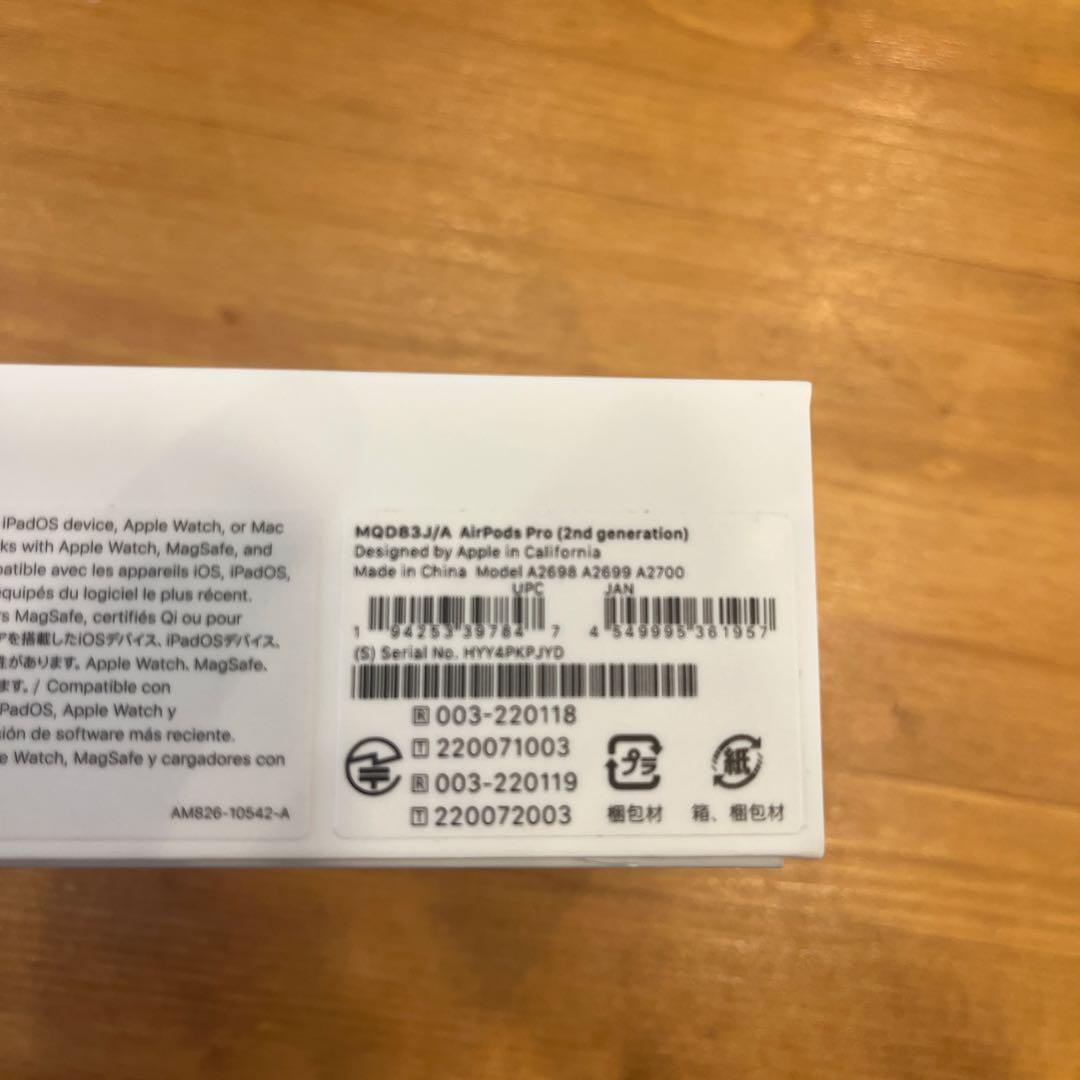 iPadOS device, Apple Watch, or Mac
ks with Apple Watch, MagSafe, and
patible avec les appareils iOS, iPadOS,
équipés du logiciel le plus récent.
rs MagSafe, certifiés Qi ou pour
アを搭載したiOSデバイス、iPadOSデバイス、
性があります。Apple Watch、MagSafe、
ます。/ Compatible con
PadOS, Apple Watch y
sión de software más reciente.
e Watch, MagSafe y cargadores con
AM826-10542-A
MQD83J/A AirPods Pro (2nd generation)
Designed by Apple in California
Made in China Model A2698 A2699 A2700
UPC JAN
1 94253 39784 7 4 549995 361957
(S) Serial No. HYY4PKPJYD
R 003-220118
T 220071003
R 003-220119
T 220072003
プラ 紙
梱包材 箱、梱包材